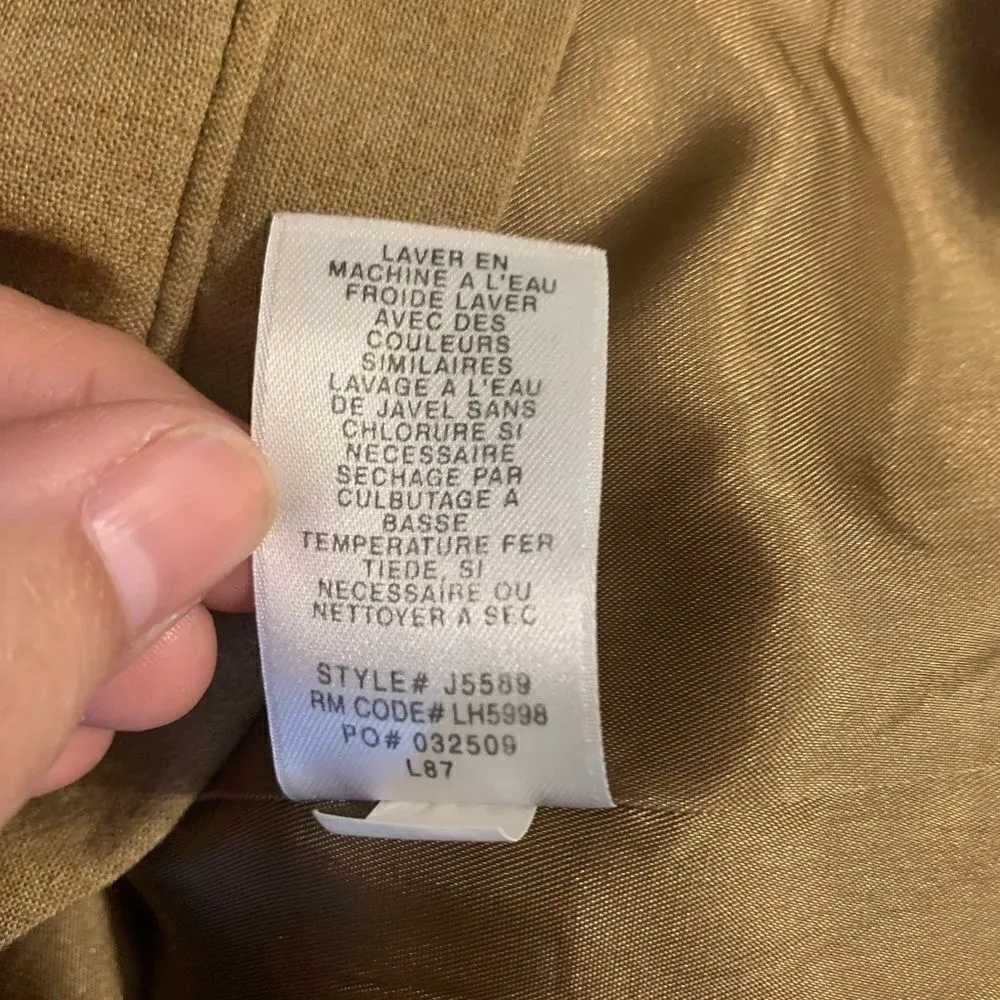 LAVER EN
MACHINE A L'EAU
FROIDE LAVER
AVEC DES
COULEURS
SIMILAIRES
LAVAGE A L'EAU
DE JAVEL SANS
CHLORURE SI
NECESSAIRE
SECHAGE PAR
CULBUTAGE A
BASSE
TEMPERATURE FER
TIEDE, SI
NECESSAIRE OU
NETTOYER A SEC
STYLE# J5589
RM CODE# LH5998
PO# 032509
L87